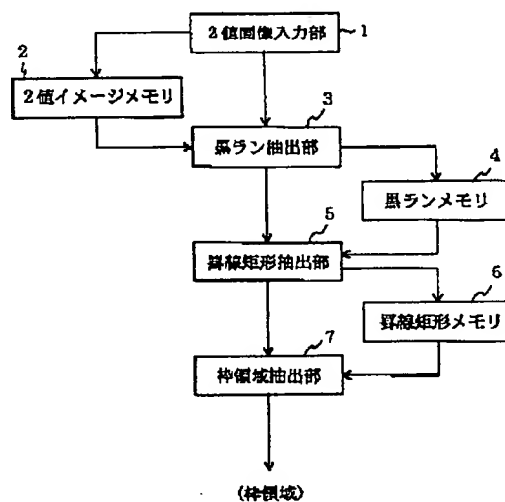 2値画像入力部
1
2
2値イメージメモリ
3
黒ラン抽出部
4
黒ランメモリ
5
罫線矩形抽出部
6
罫線矩形メモリ
7
枠領域抽出部
(枠領域)